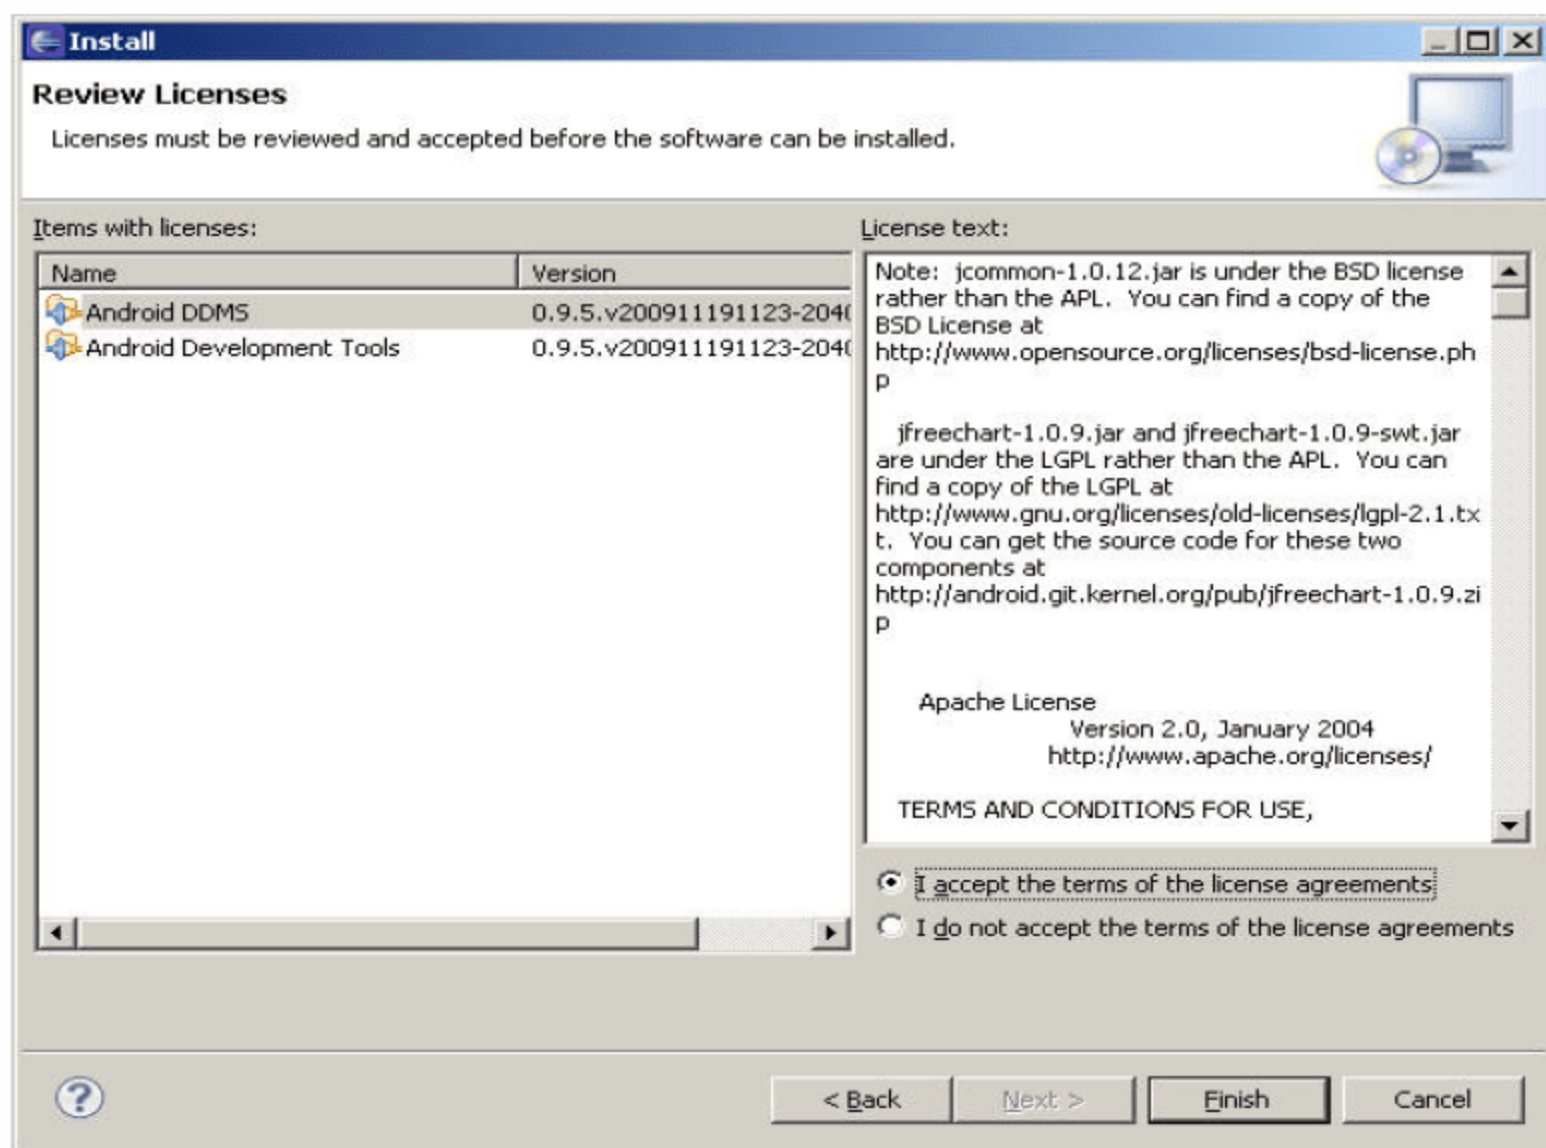 Install
Review Licenses
Licenses must be reviewed and accepted before the software can be installed.
Items with licenses:
Name Version
Android DDMS 0.9.5.v200911191123-2040
Android Development Tools 0.9.5.v200911191123-2040
License text:
Note: jcommon-1.0.12.jar is under the BSD license
rather than the APL. You can find a copy of the
BSD License at
http://www.opensource.org/licenses/bsd-license.ph
p
jfreechart-1.0.9.jar and jfreechart-1.0.9-swt.jar
are under the LGPL rather than the APL. You can
find a copy of the LGPL at
http://www.gnu.org/licenses/old-licenses/lgpl-2.1.tx
t. You can get the source code for these two
components at
http://android.git.kernel.org/pub/jfreechart-1.0.9.zi
p
Apache License
Version 2.0, January 2004
http://www.apache.org/licenses/
TERMS AND CONDITIONS FOR USE,
I accept the terms of the license agreements
I do not accept the terms of the license agreements
? < Back Next > Finish Cancel